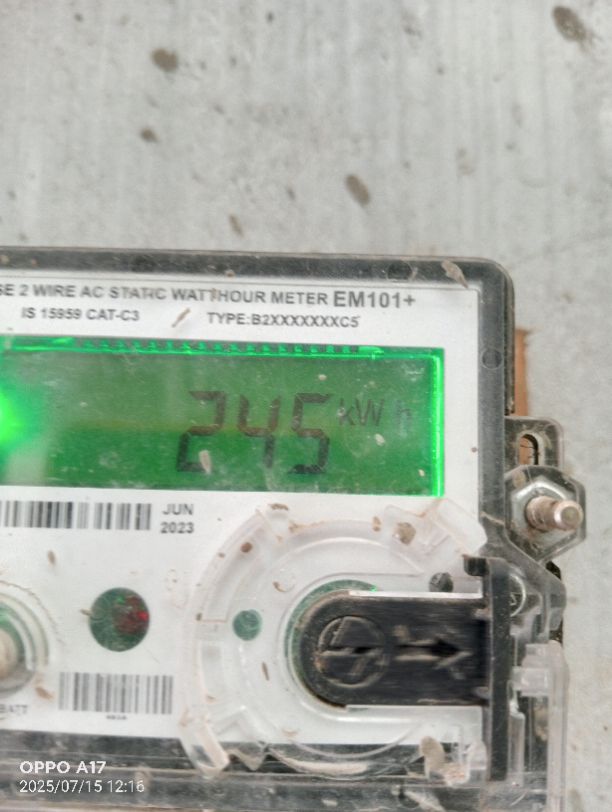 SE 2 WIRE AC STATIC WATTHOUR METER EM101+
IS 15959 CAT-C3 TYPE:B2XXXXXXXC5
245 kWh
JUN
2023
BATT
OPPO A17
2025/07/15 12:16